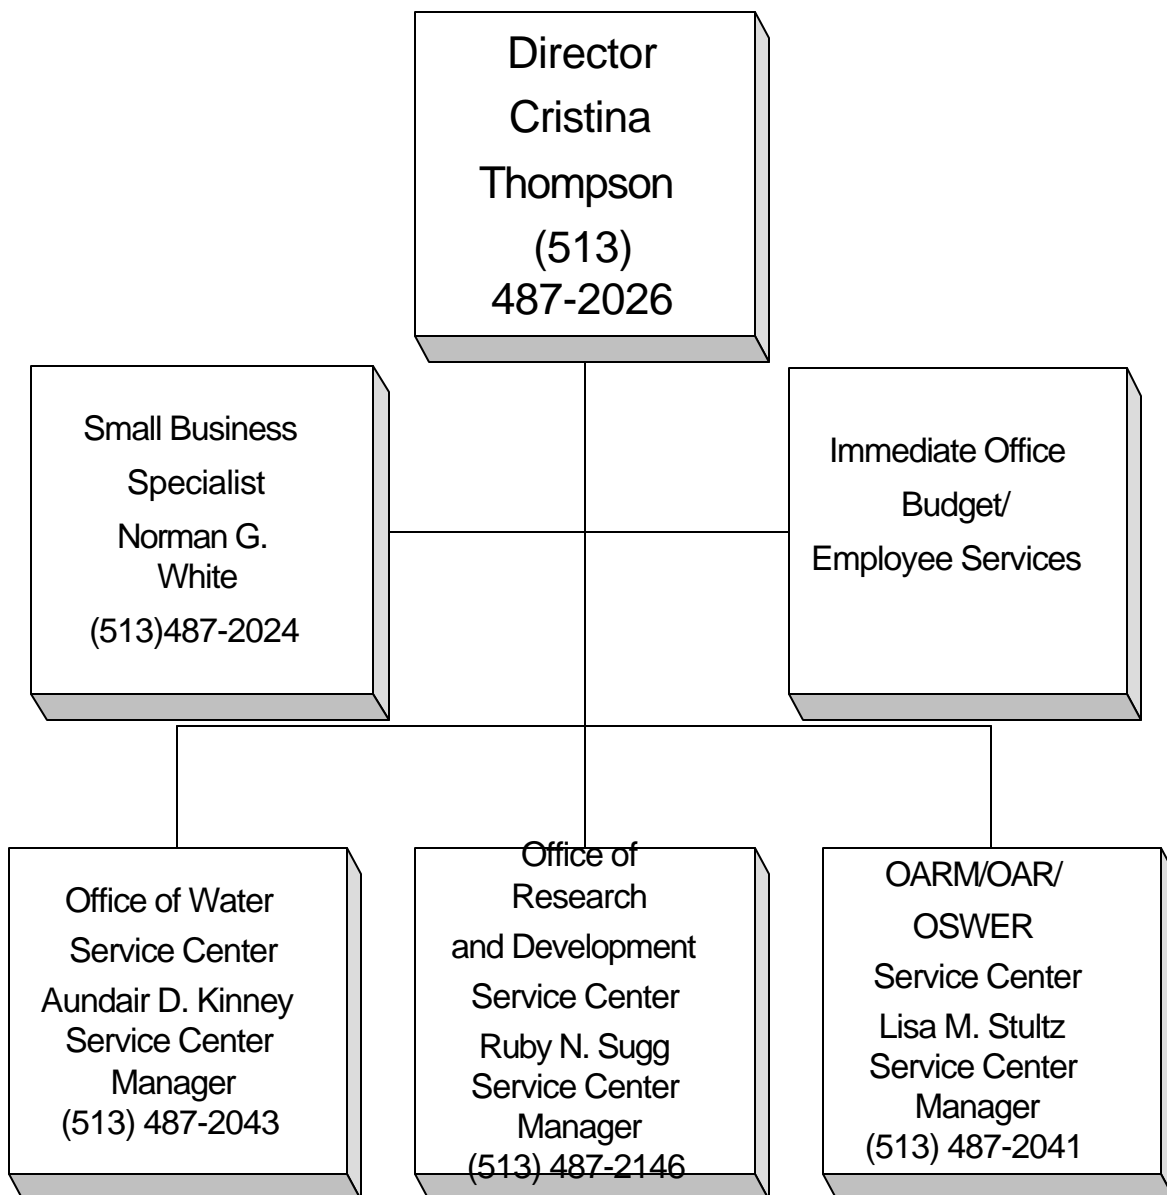 Director
Cristina
Thompson
(513)
487-2026
Small Business
Specialist
Norman G.
White
(513)487-2024
Immediate Office
Budget/
Employee Services
Office of Water
Service Center
Aundair D. Kinney
Service Center
Manager
(513) 487-2043
Office of
Research
and Development
Service Center
Ruby N. Sugg
Service Center
Manager
(513) 487-2146
OARM/OAR/
OSWER
Service Center
Lisa M. Stultz
Service Center
Manager
(513) 487-2041